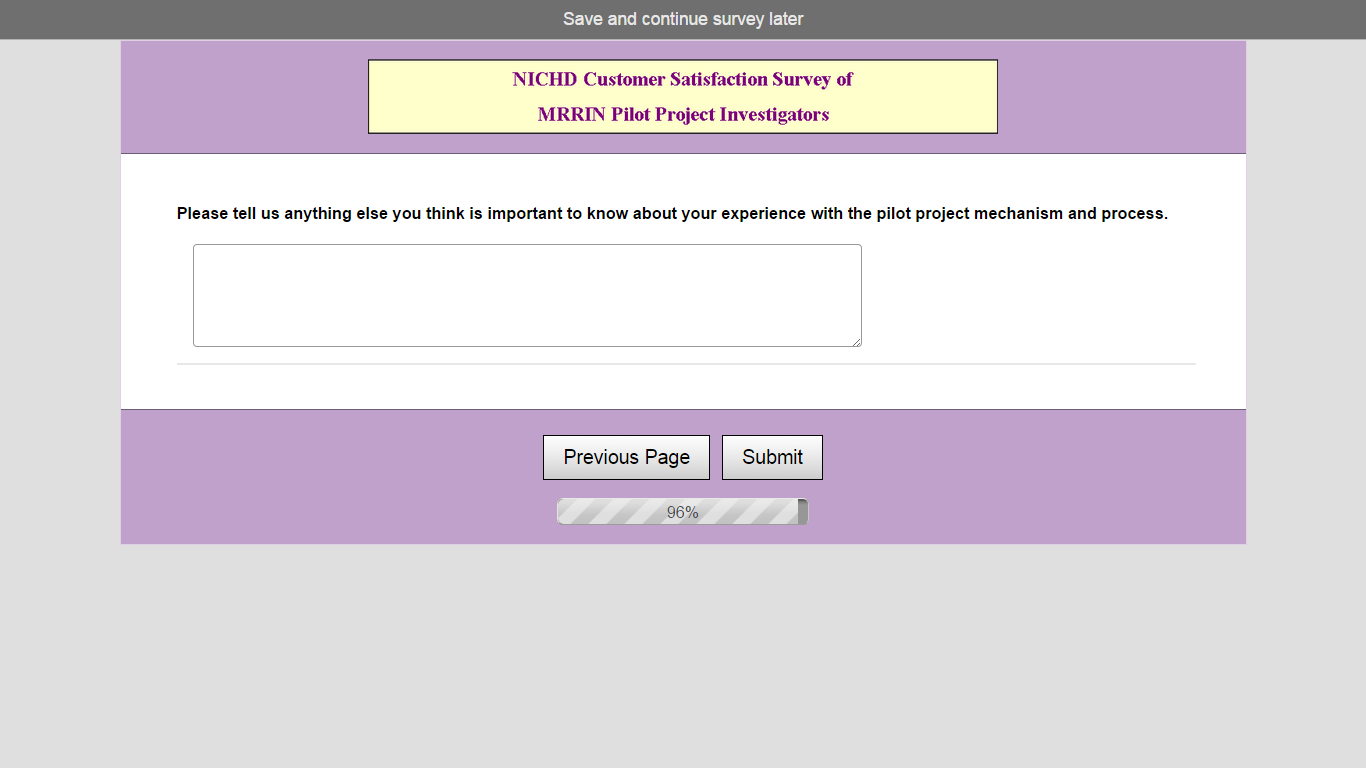 Save and continue survey later
NICHD Customer Satisfaction Survey of
MRRIN Pilot Project Investigators
Please tell us anything else you think is important to know about your experience with the pilot project mechanism and process.
Previous Page
Submit
96%